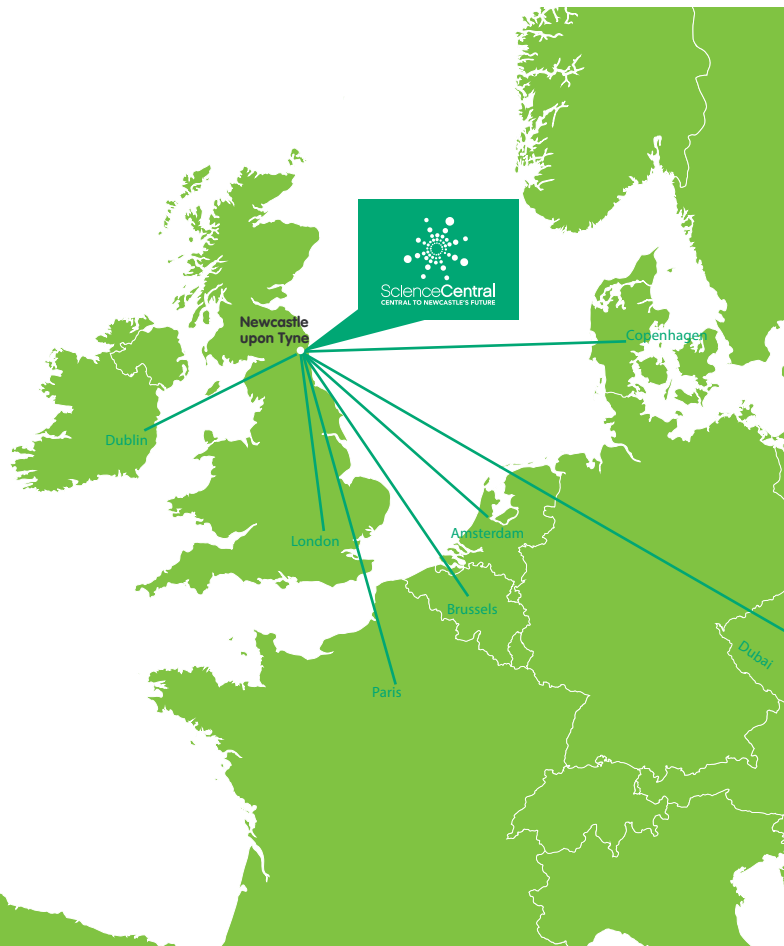 ScienceCentral
CENTRAL TO NEWCASTLE'S FUTURE
Newcastle
upon Tyne
Copenhagen
Dublin
London
Amsterdam
Brussels
Dubai
Paris